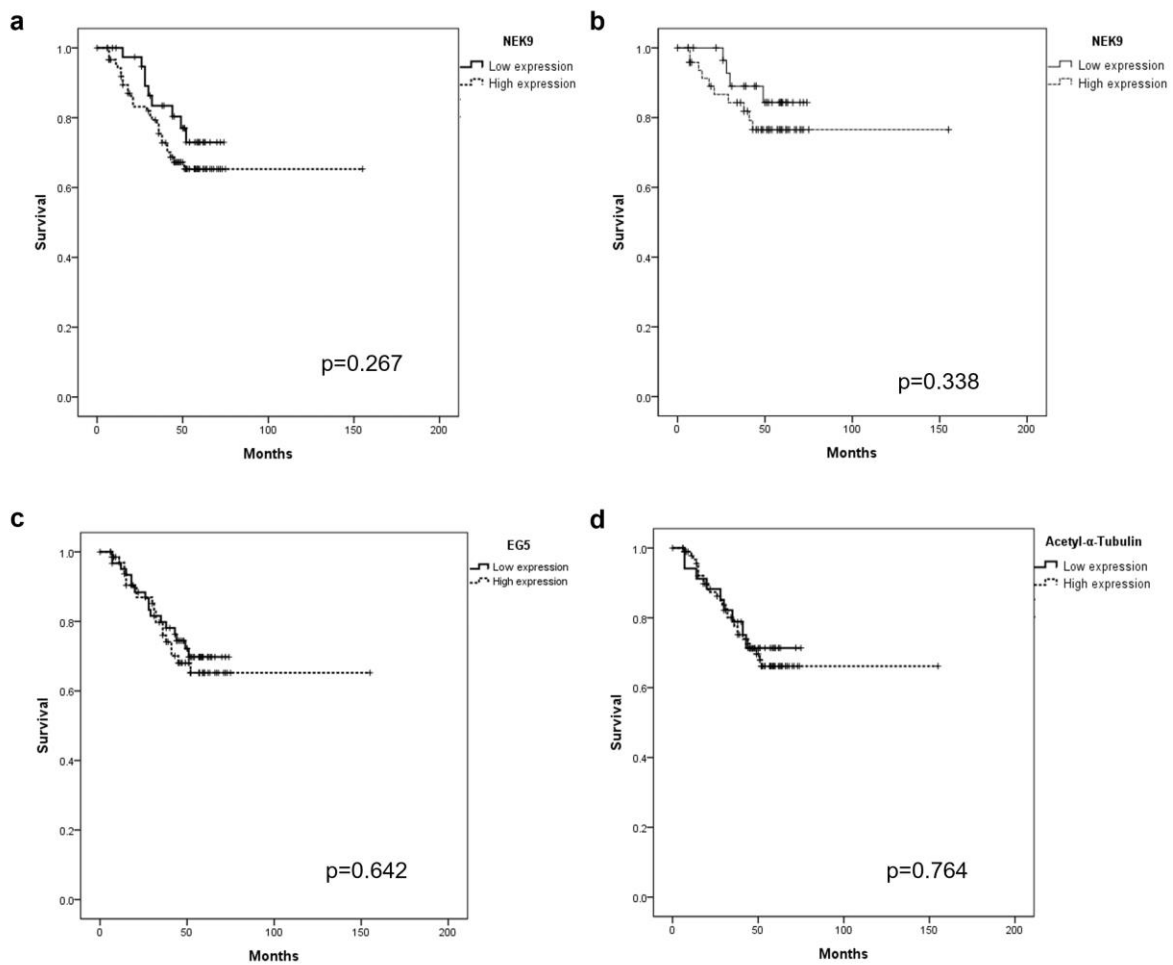 a
NEK9
Low expression
High expression
1.0
0.8
0.6
0.4
0.2
0.0
Survival
p=0.267
0 50 100 150 200
Months
b
NEK9
Low expression
High expression
1.0
0.8
0.6
0.4
0.2
0.0
Survival
p=0.338
0 50 100 150 200
Months
c
EG5
Low expression
High expression
1.0
0.8
0.6
0.4
0.2
0.0
Survival
p=0.642
0 50 100 150 200
Months
d
Acetyl-α-Tubulin
Low expression
High expression
1.0
0.8
0.6
0.4
0.2
0.0
Survival
p=0.764
0 50 100 150 200
Months